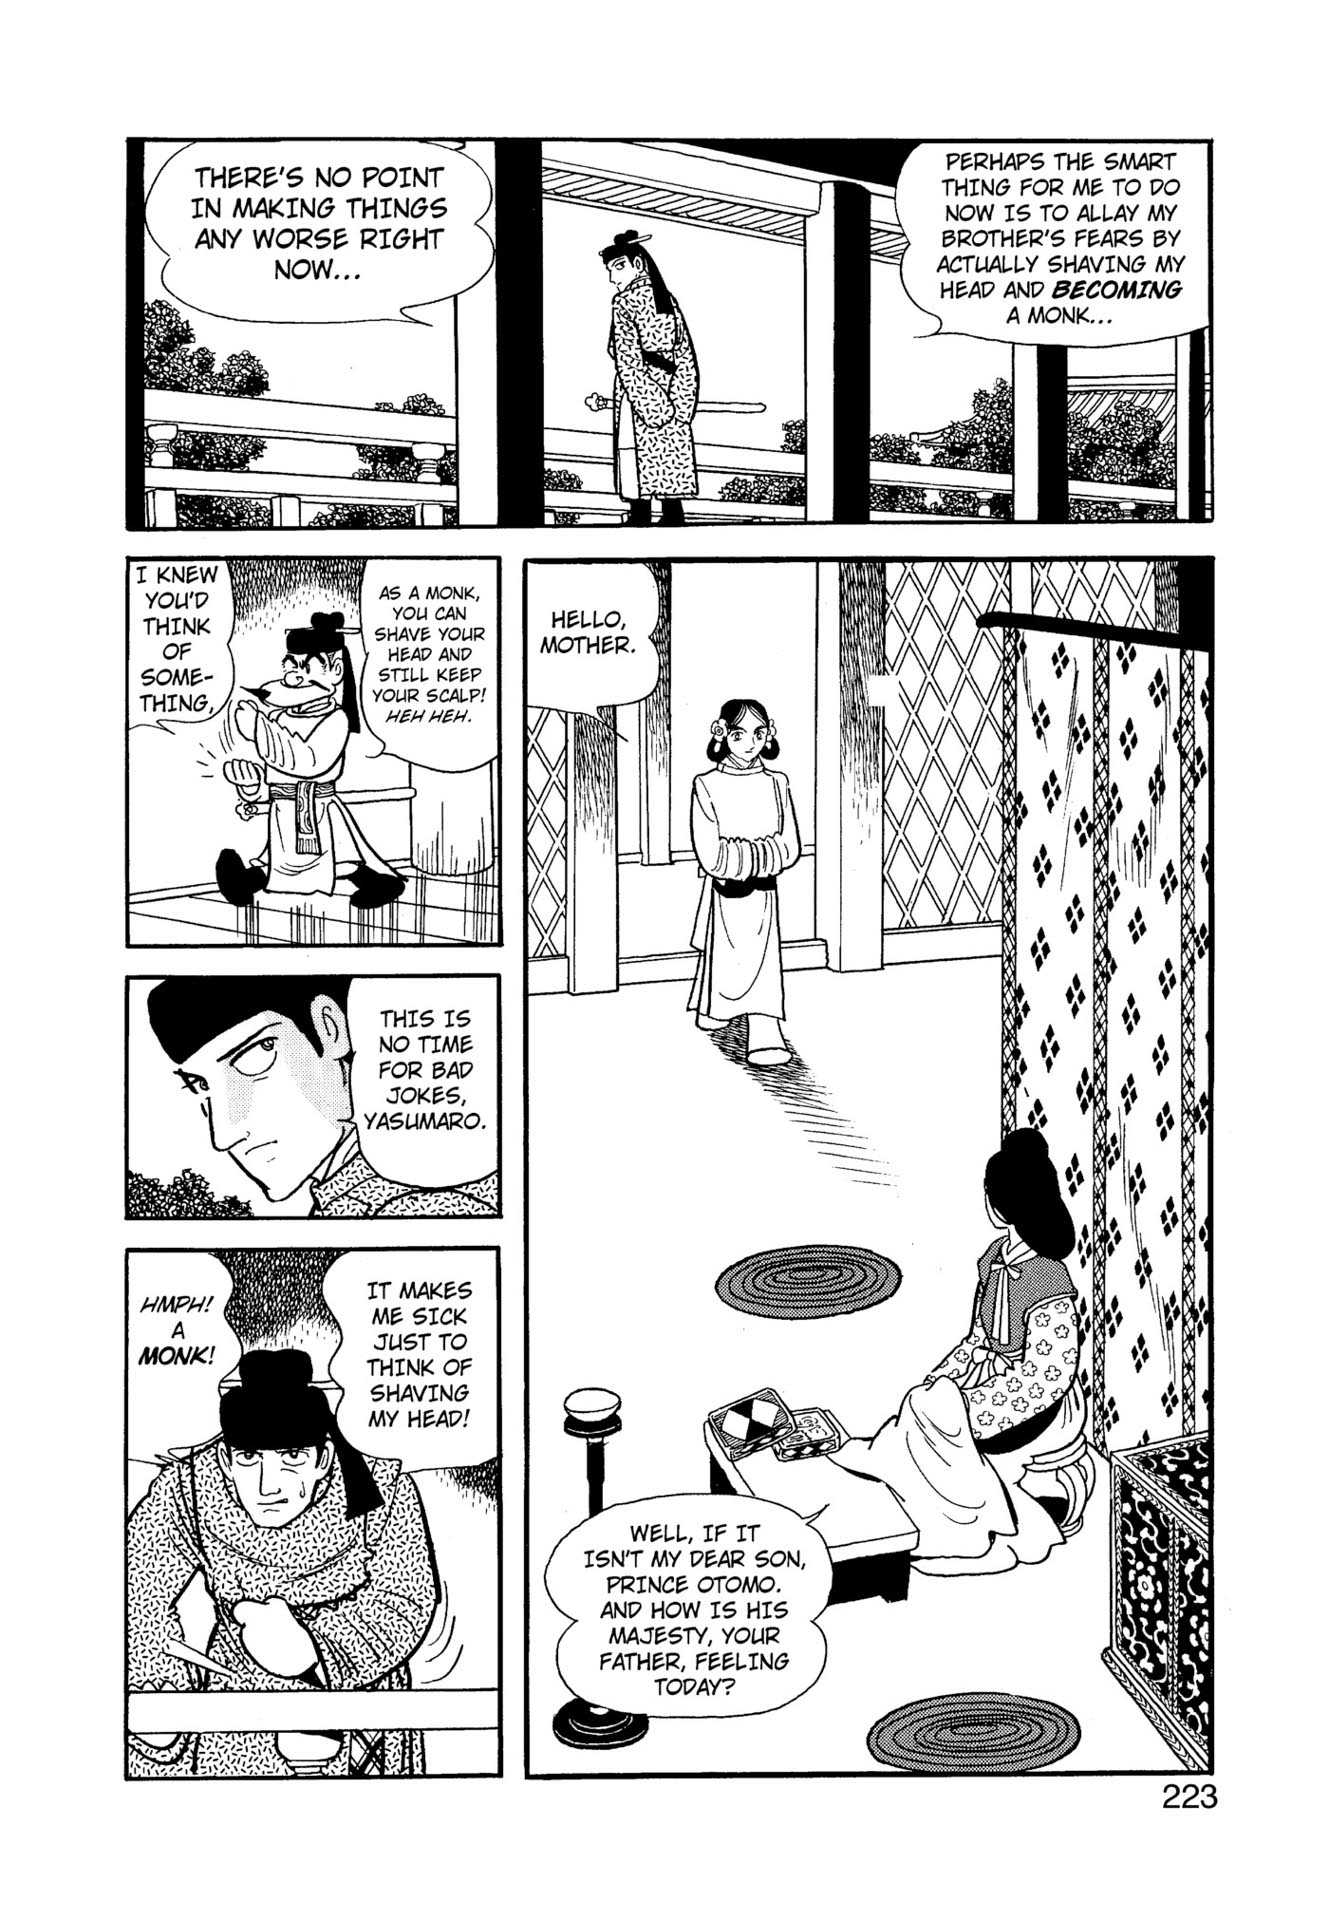 PERHAPS THE SMART
THING FOR ME TO DO
NOW IS TO ALLAY MY
BROTHER'S FEARS BY
ACTUALLY SHAVING MY
HEAD AND BECOMING
A MONK...
THERE'S NO POINT
IN MAKING THINGS
ANY WORSE RIGHT
NOW...
I KNEW
YOU'D
THINK
OF
SOME-
THING,
AS A MONK,
YOU CAN
SHAVE YOUR
HEAD AND
STILL KEEP
YOUR SCALP!
HEH HEH.
THIS IS
NO TIME
FOR BAD
JOKES,
YASUMARO.
HMPH!
A
MONK!
IT MAKES
ME SICK
JUST TO
THINK OF
SHAVING
MY HEAD!
HELLO,
MOTHER.
WELL, IF IT
ISN'T MY DEAR SON,
PRINCE OTOMO.
AND HOW IS HIS
MAJESTY, YOUR
FATHER, FEELING
TODAY?
223